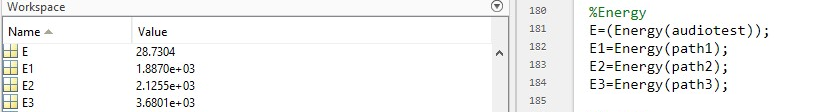 Workspace
Name Value
E 28.7304
E1 1.8870e+03
E2 2.1255e+03
E3 3.6801e+03
180 %Energy
181 E=(Energy(audiotest));
182 E1=Energy(path1);
183 E2=Energy(path2);
184 E3=Energy(path3);
185